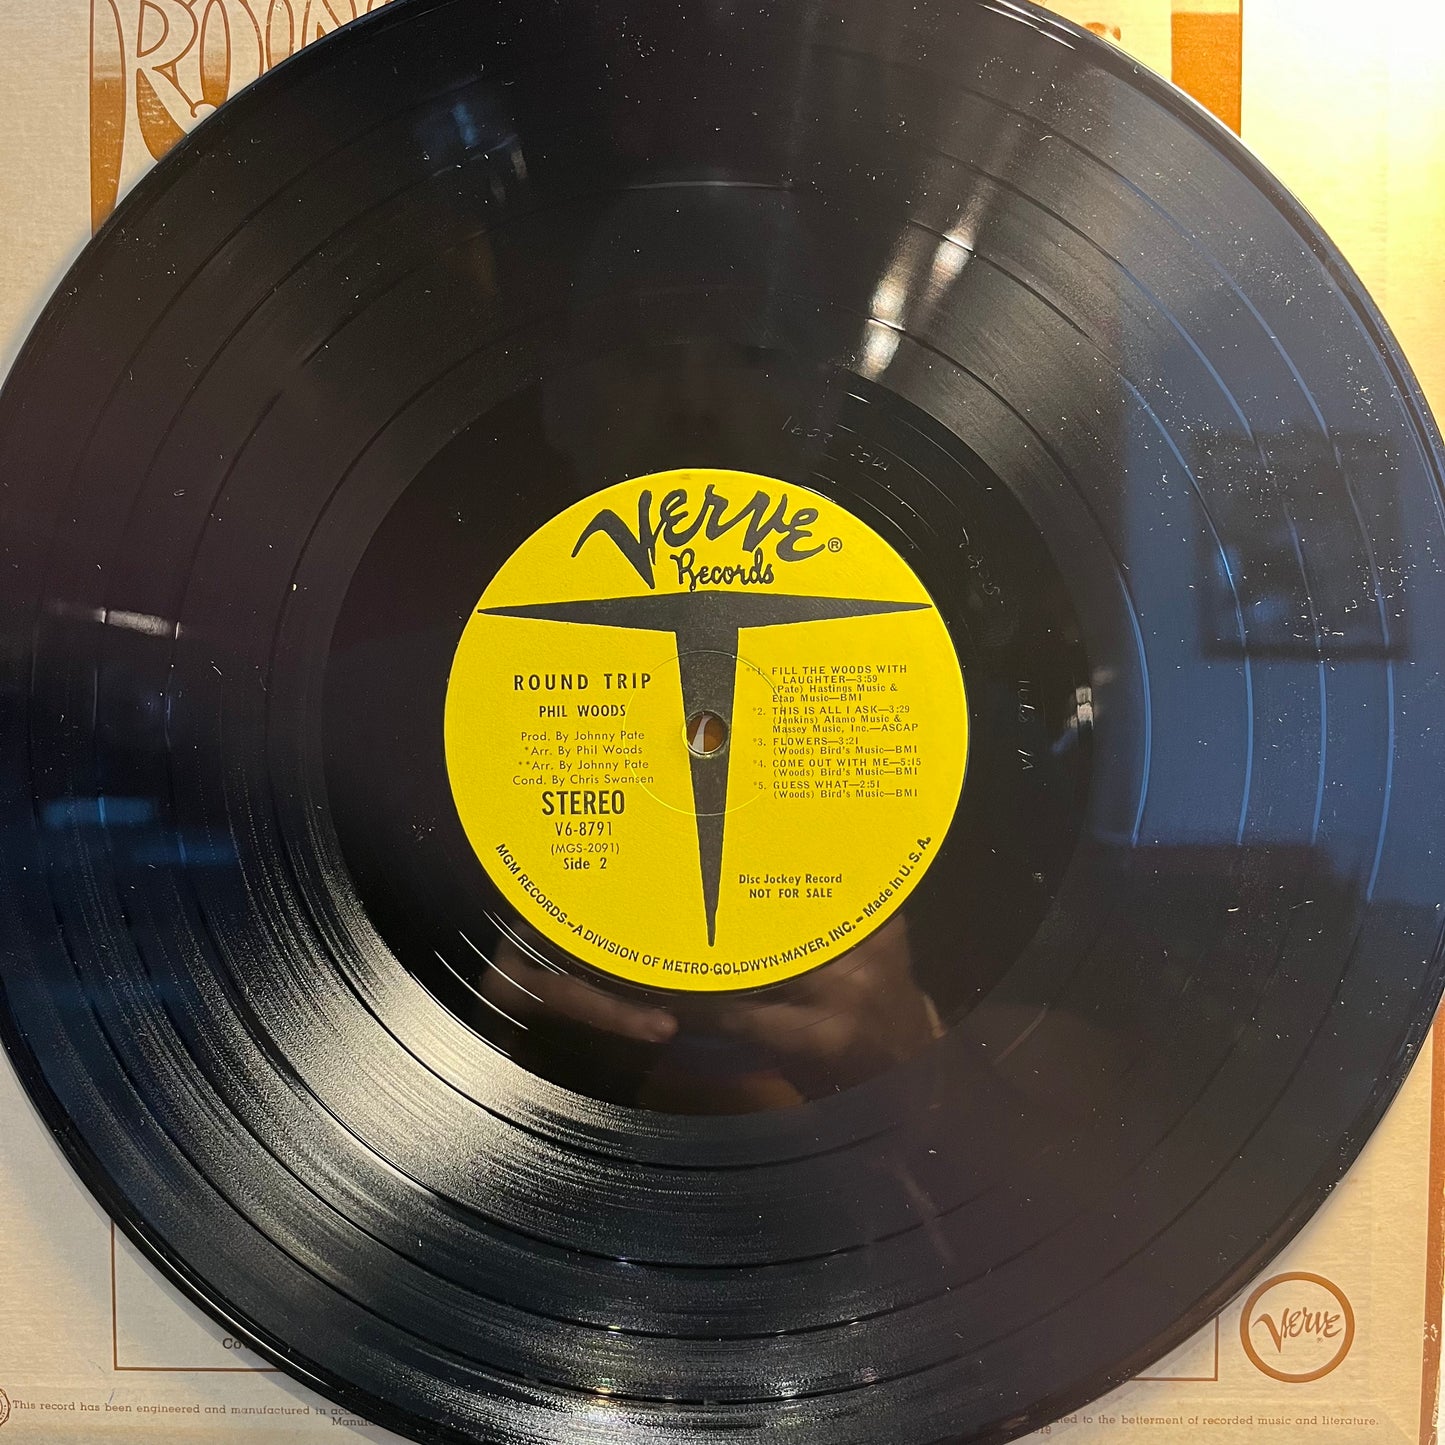 VERVE ®
Records
ROUND TRIP
PHIL WOODS
Prod. By Johnny Pate
*Arr. By Phil Woods
**Arr. By Johnny Pate
Cond. By Chris Swansen
STEREO
V6-8791
(MGS-2091)
Side 2
**1. FILL THE WOODS WITH
LAUGHTER—3:59
(Pate) Hastings Music &
Etap Music—BMI
*2. THIS IS ALL I ASK—3:29
(Jenkins) Alamo Music &
Massey Music, Inc.—ASCAP
*3. FLOWERS—3:21
(Woods) Bird's Music—BMI
*4. COME OUT WITH ME—5:15
(Woods) Bird's Music—BMI
*5. GUESS WHAT—2:51
(Woods) Bird's Music—BMI
Disc Jockey Record
NOT FOR SALE
MGM RECORDS—A DIVISION OF METRO-GOLDWYN-MAYER, INC. – Made in U. S. A.
VERVE ®
This record has been engineered and manufactured in
to the betterment of recorded music and literature.